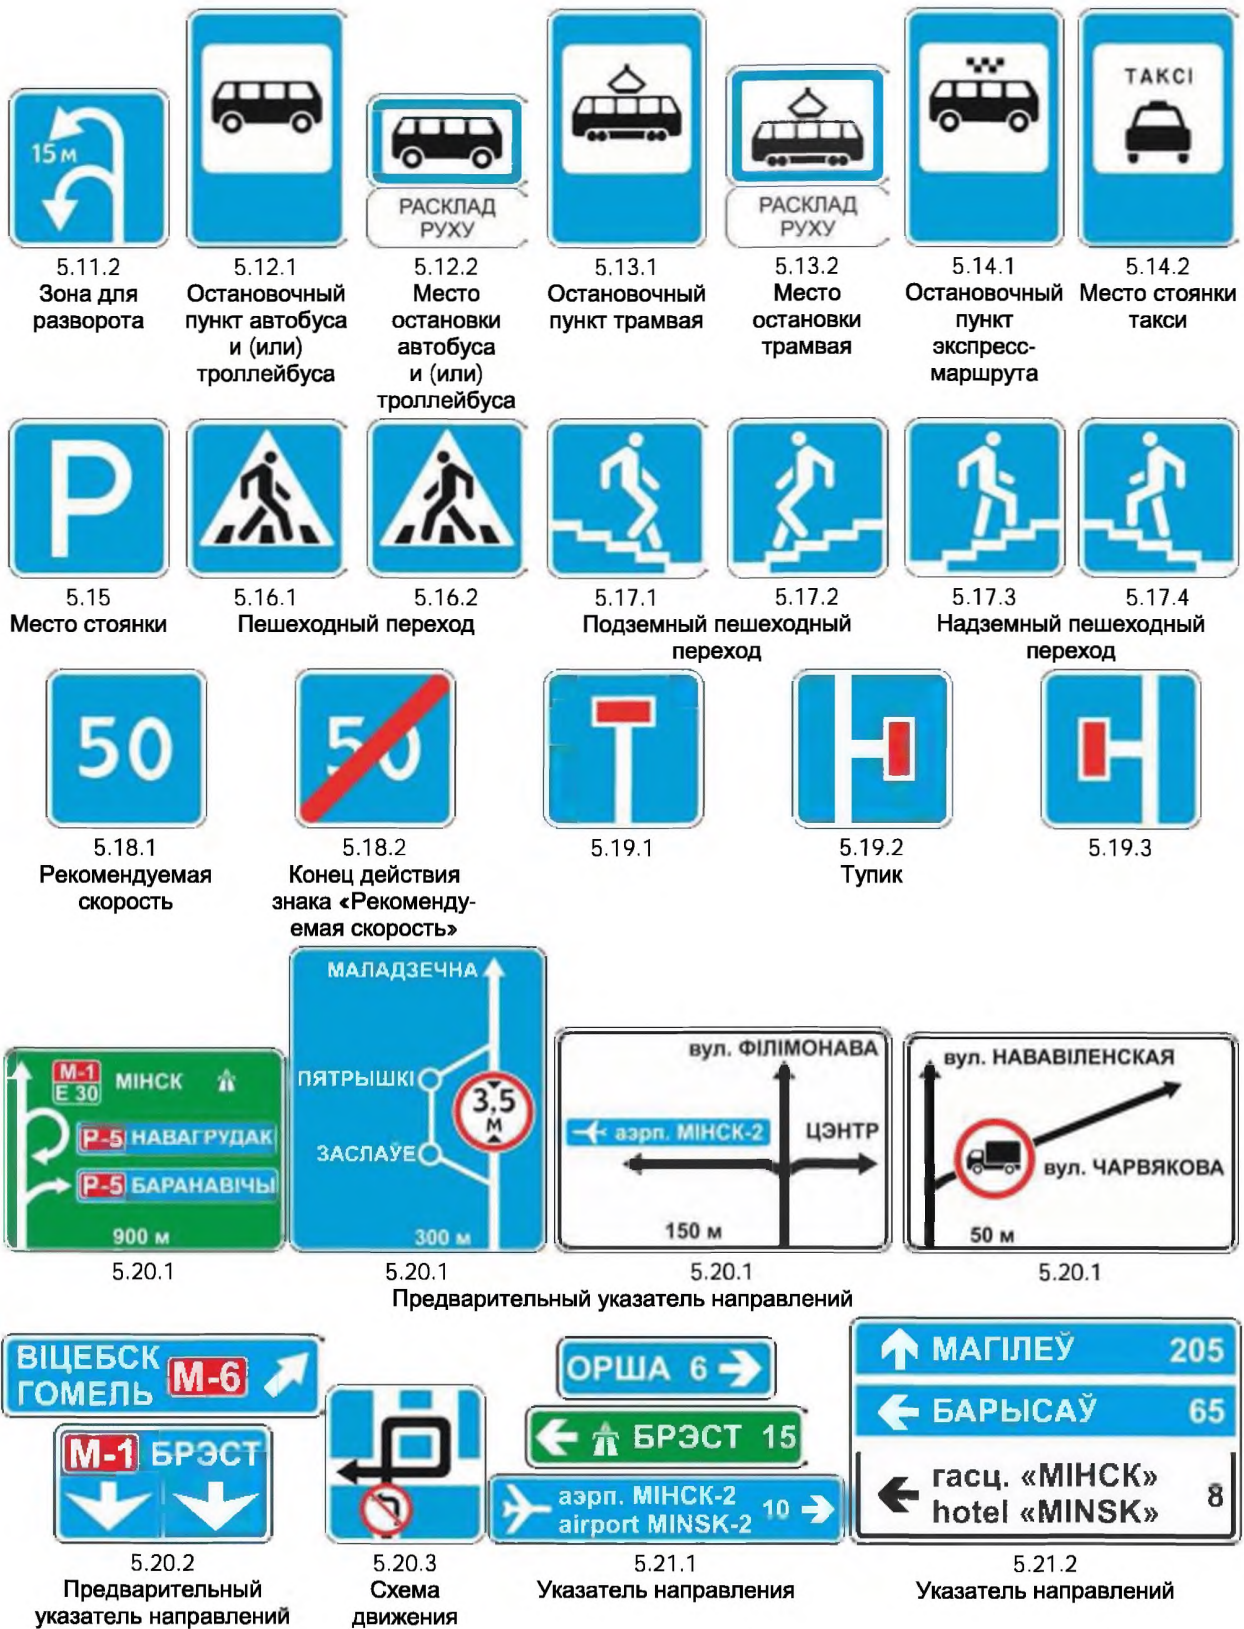 15 м
РАСКЛАД
РУХУ
РАСКЛАД
РУХУ
ТАКСІ
5.11.2
Зона для
разворота
5.12.1
Остановочный
пункт автобуса
и (или)
троллейбуса
5.12.2
Место
остановки
автобуса
и (или)
троллейбуса
5.13.1
Остановочный
пункт трамвая
5.13.2
Место
остановки
трамвая
5.14.1
Остановочный
пункт
экспресс-
маршрута
5.14.2
Место стоянки
такси
P
5.15
Место стоянки
5.16.1
5.16.2
Пешеходный переход
5.17.1
5.17.2
Подземный пешеходный
переход
5.17.3
5.17.4
Надземный пешеходный
переход
50
5.18.1
Рекомендуемая
скорость
50
5.18.2
Конец действия
знака «Рекоменду-
емая скорость»
5.19.1
5.19.2
Тупик
5.19.3
М-1
Е 30
МІНСК
Р-5 НАВАГРУДАК
Р-5 БАРАНАВІЧЫ
900 м
5.20.1
МАЛАДЗЕЧНА
ПЯТРЫШКІ
3,5
м
ЗАСЛАЎЕ
300 м
5.20.1
вул. ФІЛІМОНАВА
аэрп. МІНСК-2
ЦЭНТР
150 м
5.20.1
вул. НАВАВІЛЕНСКАЯ
вул. ЧАРВЯКОВА
50 м
5.20.1
Предварительный указатель направлений
ВІЦЕБСК
ГОМЕЛЬ
М-6
М-1 БРЭСТ
5.20.2
Предварительный
указатель направлений
5.20.3
Схема
движения
ОРША 6
БРЭСТ 15
аэрп. МІНСК-2
airport MINSK-2
10
5.21.1
Указатель направления
МАГІЛЕЎ 205
БАРЫСАЎ 65
гасц. «МІНСК»
hotel «MINSK»
8
5.21.2
Указатель направлений